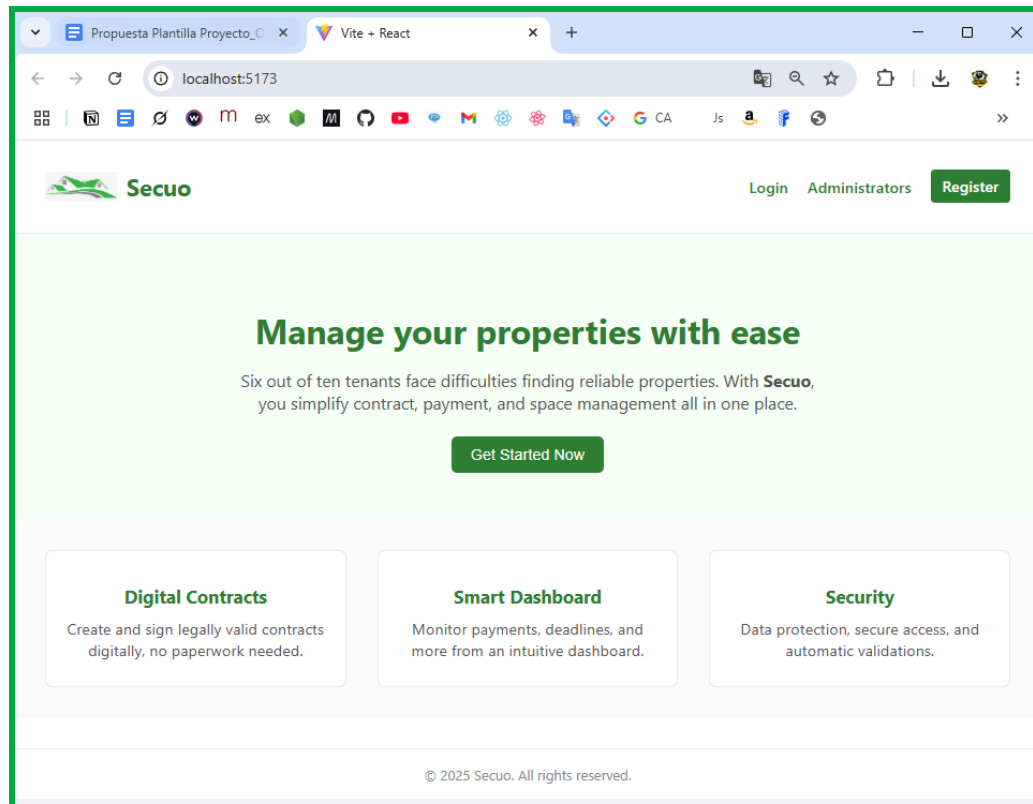 Propuesta Plantilla Proyecto_
Vite + React
localhost:5173
ex
CA
Js
Secuo
Login Administrators Register
Manage your properties with ease
Six out of ten tenants face difficulties finding reliable properties. With Secuo,
you simplify contract, payment, and space management all in one place.
Get Started Now
Digital Contracts
Create and sign legally valid contracts
digitally, no paperwork needed.
Smart Dashboard
Monitor payments, deadlines, and
more from an intuitive dashboard.
Security
Data protection, secure access, and
automatic validations.
© 2025 Secuo. All rights reserved.